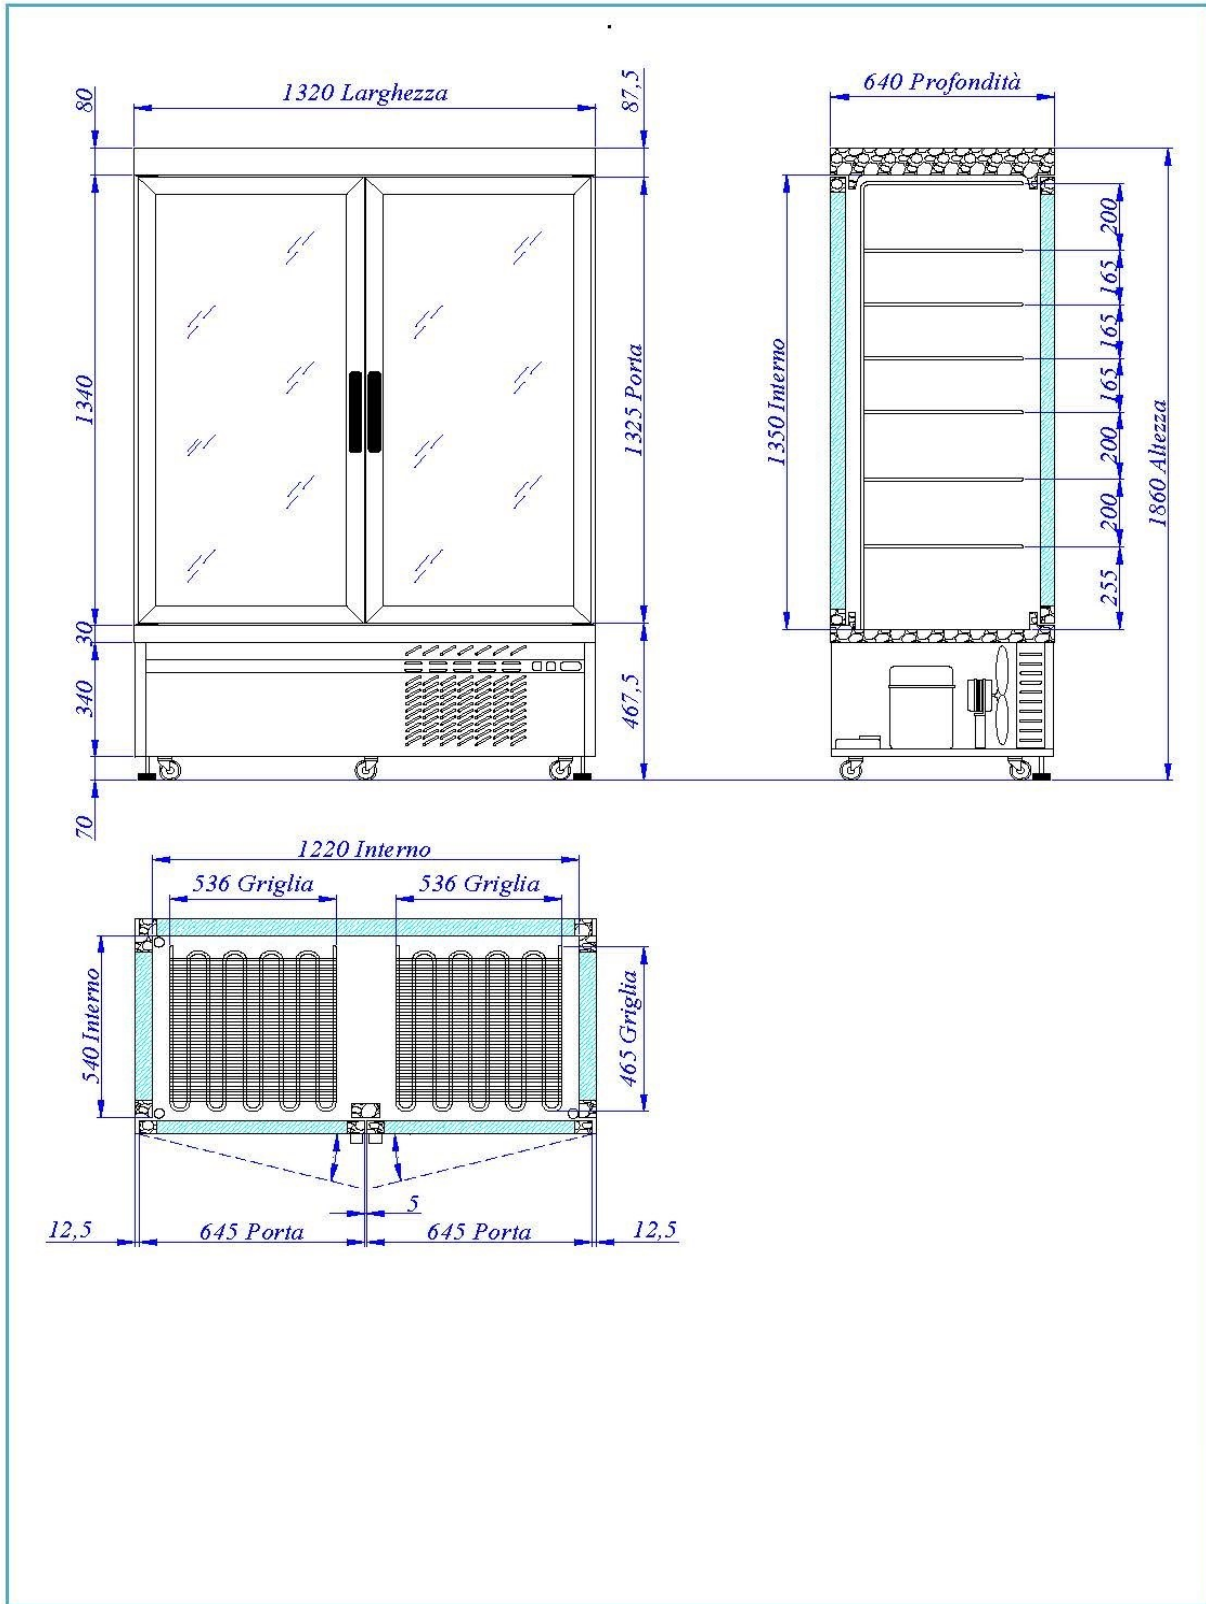 80
1320 Larghezza
87,5
1340
1325 Porta
30
340
467,5
70
640 Profondità
1350 Interno
200
165
165
165
200
200
255
1860 Altezza
1220 Interno
536 Griglia
536 Griglia
540 Interno
465 Griglia
5
12,5
645 Porta
645 Porta
12,5